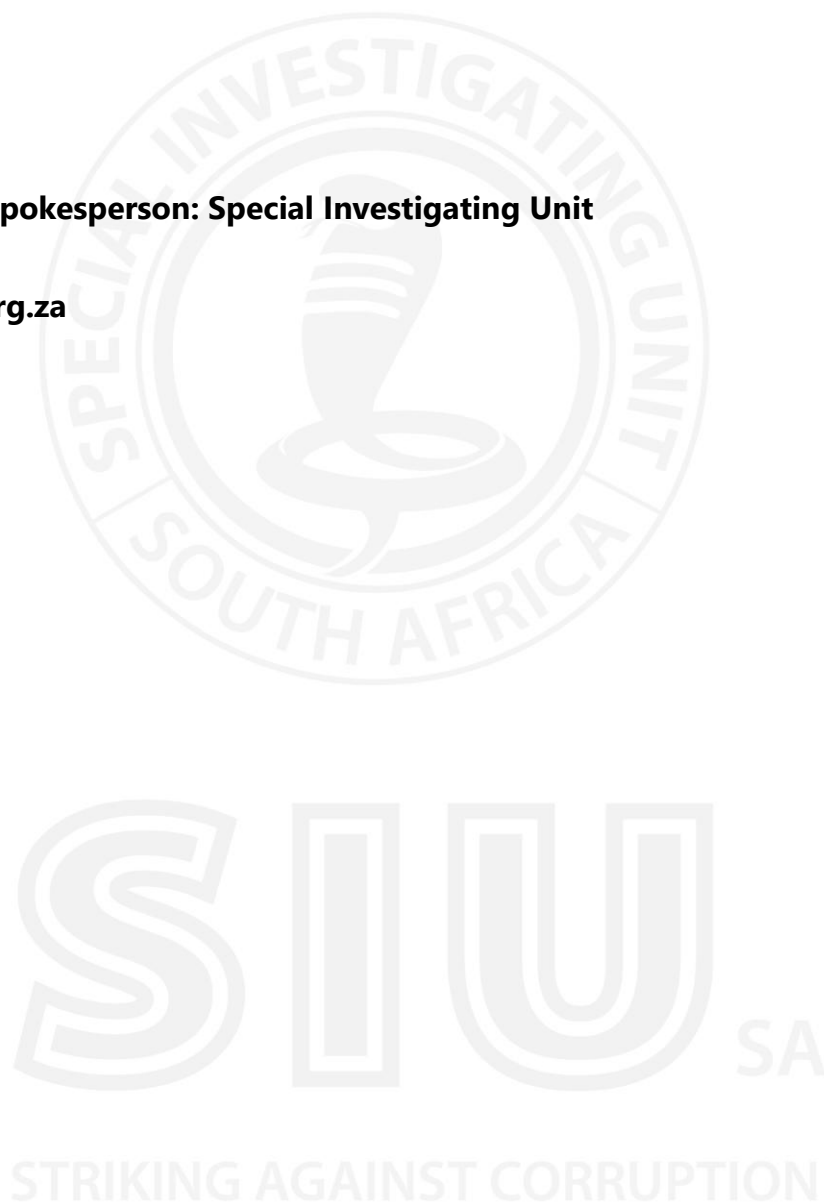 pokesperson: Special Investigating Unit
rg.za
SPECIAL INVESTIGATING UNIT
SOUTH AFRICA
SIU SA
STRIKING AGAINST CORRUPTION